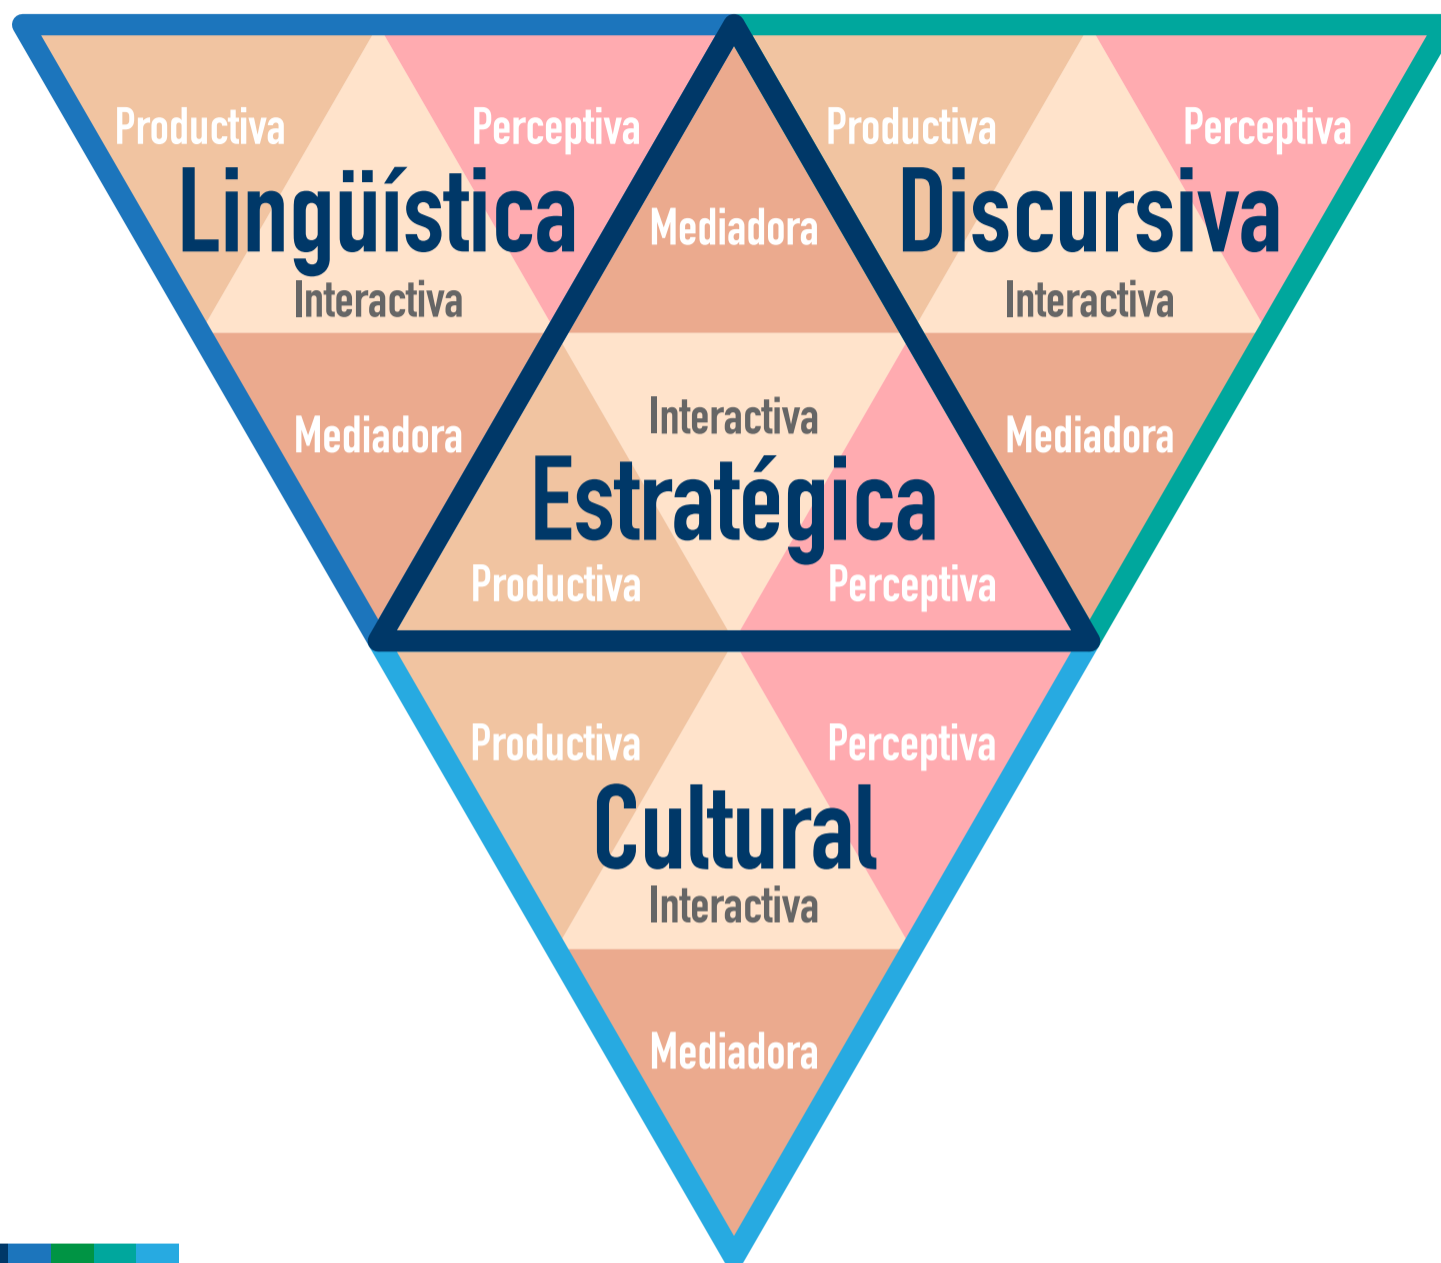 Productiva
Perceptiva
Lingüística
Interactiva
Mediadora
Productiva
Perceptiva
Discursiva
Interactiva
Mediadora
Mediadora
Interactiva
Estratégica
Productiva
Perceptiva
Productiva
Perceptiva
Cultural
Interactiva
Mediadora